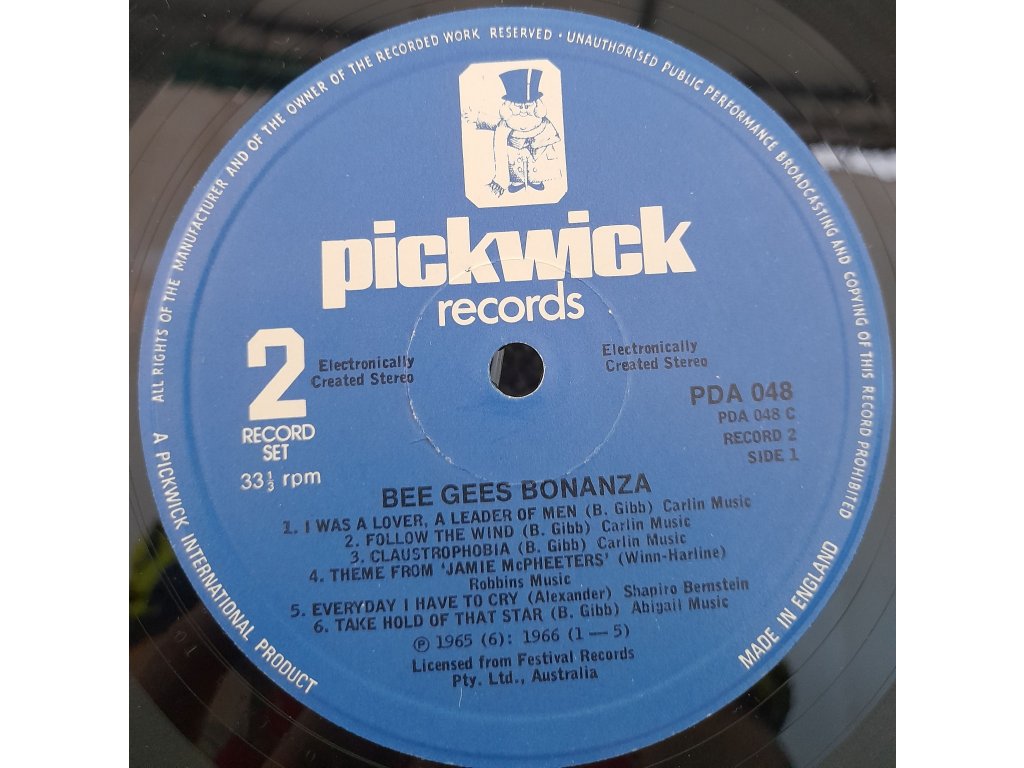 ALL RIGHTS OF THE MANUFACTURER AND OF THE OWNER OF THE RECORDED WORK RESERVED · UNAUTHORISED PUBLIC PERFORMANCE BROADCASTING AND COPYING OF THIS RECORD PROHIBITED
pickwick
records
2
RECORD
SET
33⅓ rpm
Electronically
Created Stereo
Electronically
Created Stereo
PDA 048
PDA 048 C
RECORD 2
SIDE 1
BEE GEES BONANZA
1. I WAS A LOVER, A LEADER OF MEN (B. Gibb) Carlin Music
2. FOLLOW THE WIND (B. Gibb) Carlin Music
3. CLAUSTROPHOBIA (B. Gibb) Carlin Music
4. THEME FROM 'JAMIE McPHEETERS' (Winn-Harline)
Robbins Music
5. EVERYDAY I HAVE TO CRY (Alexander) Shapiro Bernstein
6. TAKE HOLD OF THAT STAR (B. Gibb) Abigail Music
℗ 1965 (6): 1966 (1 — 5)
Licensed from Festival Records
Pty. Ltd., Australia
A PICKWICK INTERNATIONAL PRODUCT
MADE IN ENGLAND